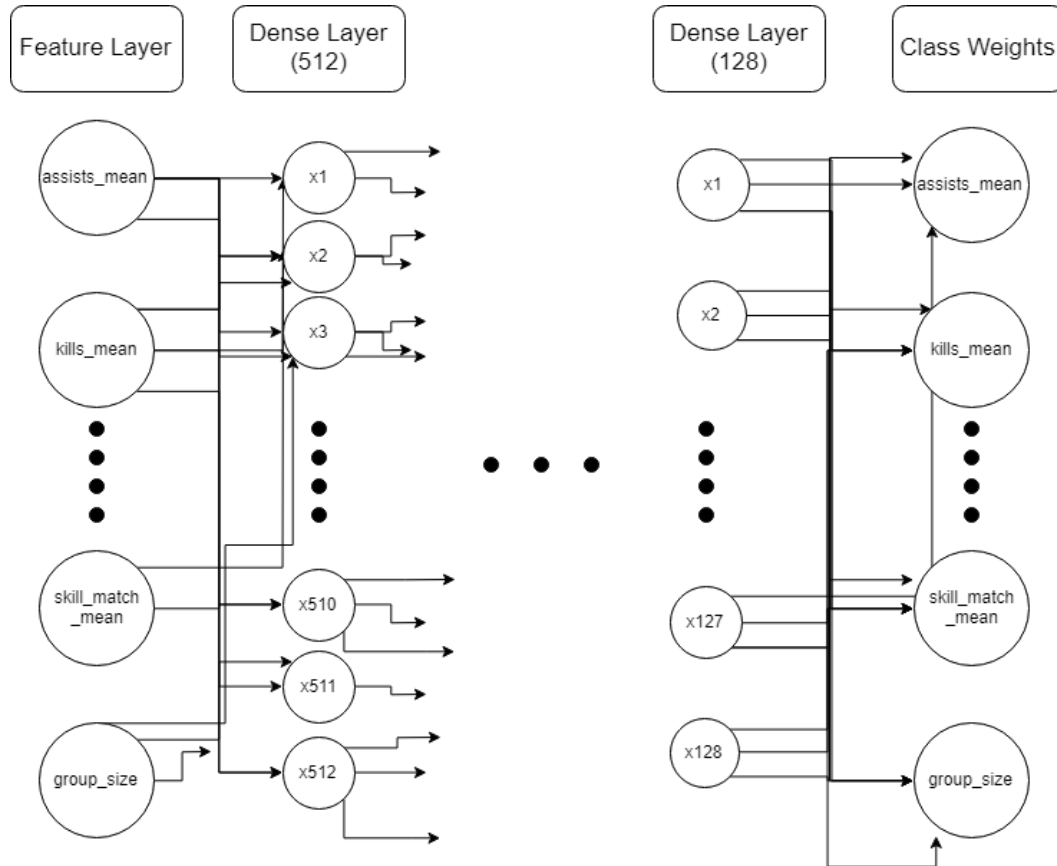 Feature Layer
Dense Layer
(512)
Dense Layer
(128)
Class Weights
assists_mean
kills_mean
skill_match
_mean
group_size
x1
x2
x3
x510
x511
x512
x1
x2
x127
x128
assists_mean
kills_mean
skill_match
_mean
group_size